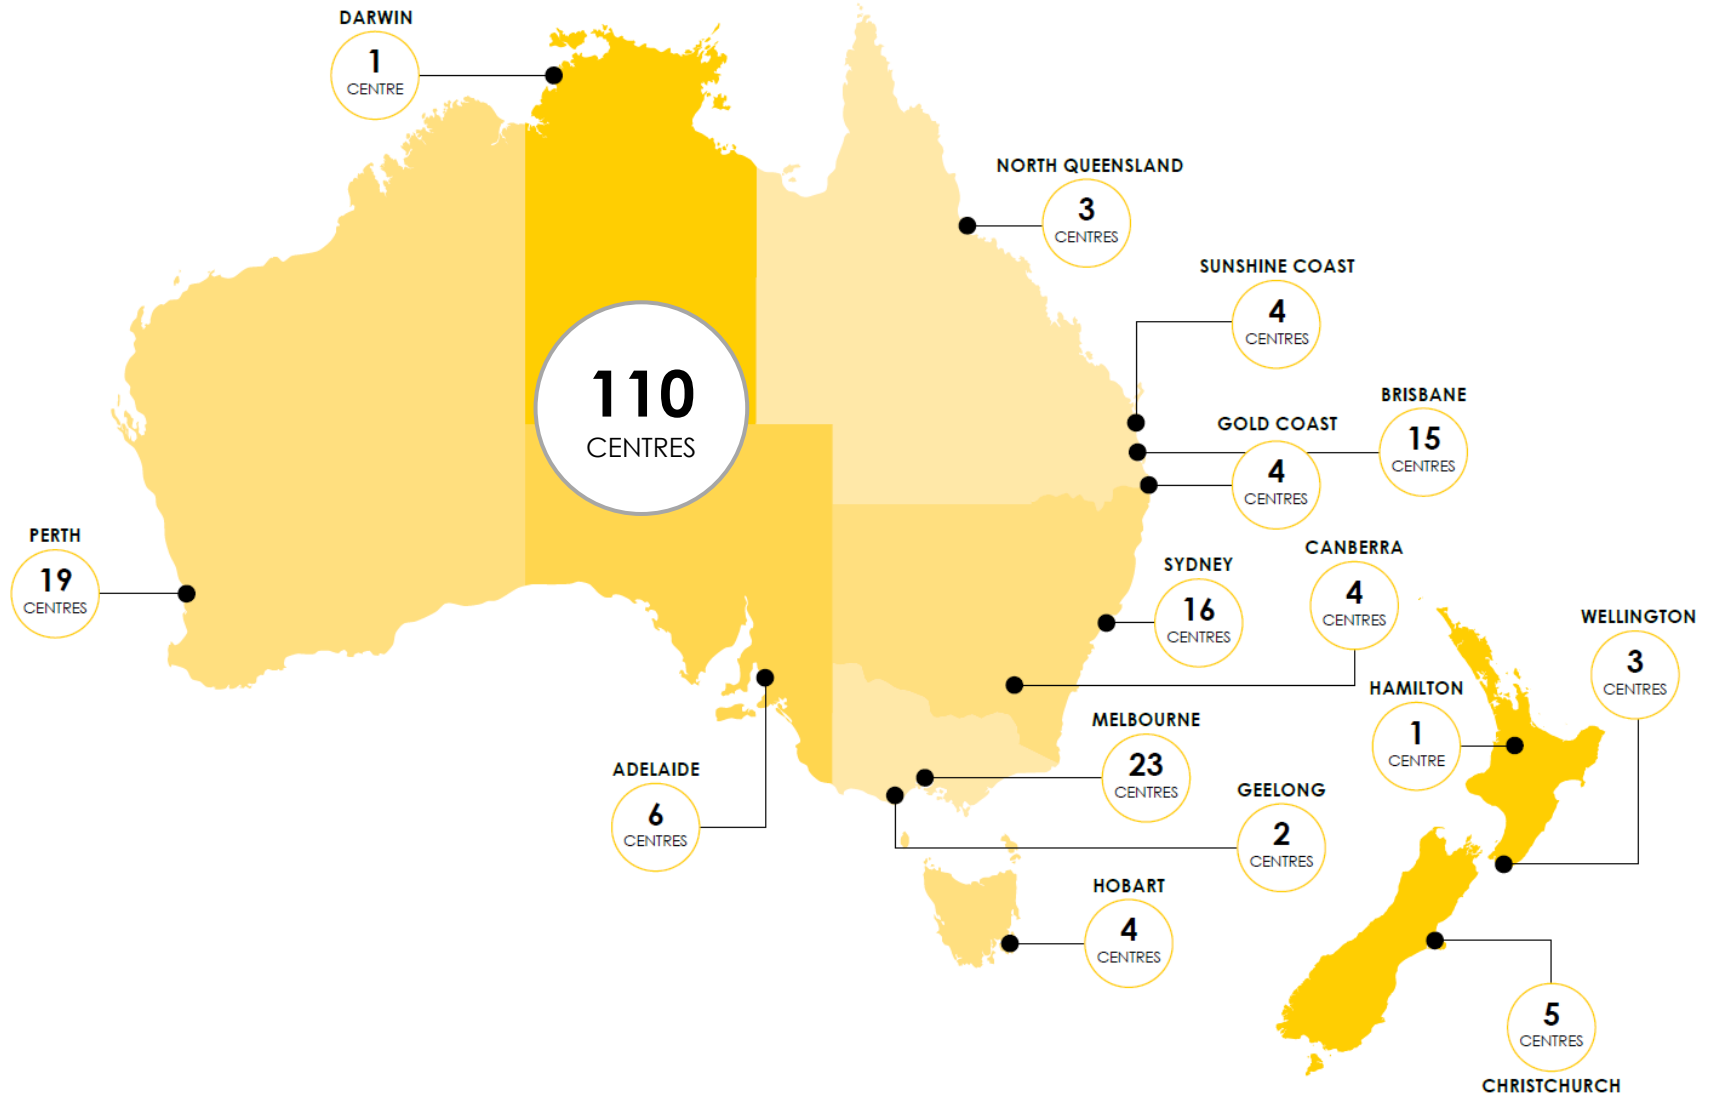 DARWIN
1
CENTRE
NORTH QUEENSLAND
3
CENTRES
SUNSHINE COAST
4
CENTRES
BRISBANE
15
CENTRES
GOLD COAST
4
CENTRES
110
CENTRES
PERTH
19
CENTRES
SYDNEY
16
CENTRES
CANBERRA
4
CENTRES
WELLINGTON
3
CENTRES
HAMILTON
1
CENTRE
MELBOURNE
23
CENTRES
ADELAIDE
6
CENTRES
GEELONG
2
CENTRES
HOBART
4
CENTRES
5
CENTRES
CHRISTCHURCH